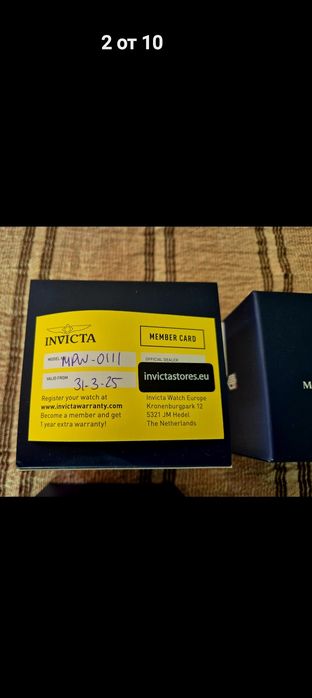 2 от 10
INVICTA
MEMBER CARD
MODEL
MPW-0111
OFFICIAL DEALER
invictastores.eu
VALID FROM
31-3-25
Register your watch at
www.invictawarranty.com
Become a member and get
1 year extra warranty!
Invicta Watch Europe
Kronenburgpark 12
5321 JM Hedel
The Netherlands